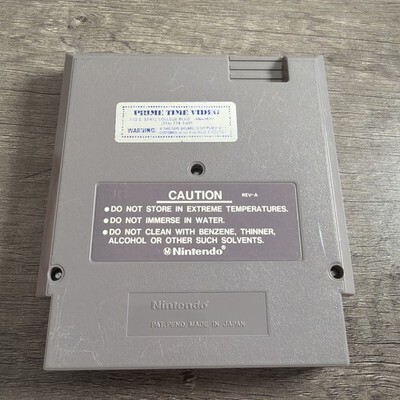 PRIME TIME VIDEO
WARNING:
CAUTION
REV-A
● DO NOT STORE IN EXTREME TEMPERATURES.
● DO NOT IMMERSE IN WATER.
● DO NOT CLEAN WITH BENZENE, THINNER,
ALCOHOL OR OTHER SUCH SOLVENTS.
Nintendo®
Nintendo®
PAT.PEND. MADE IN JAPAN